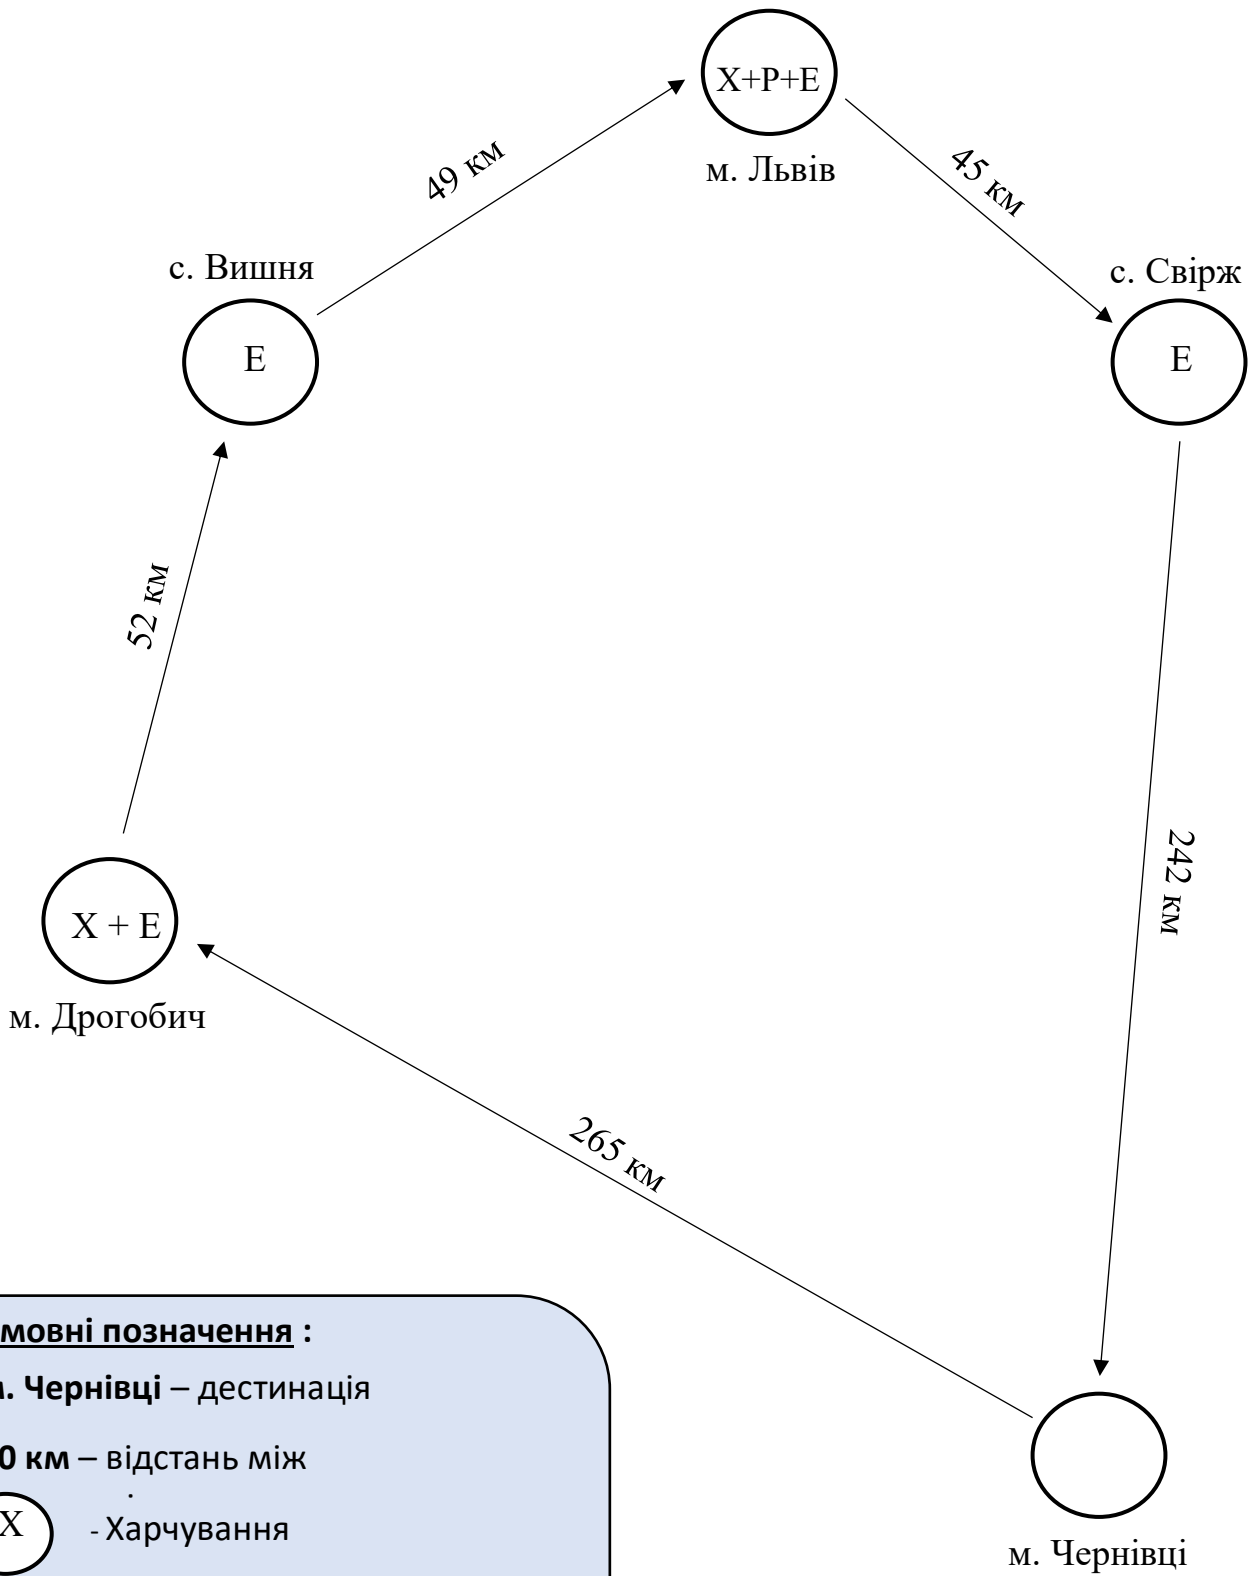 Х+Р+Е
м. Львів
49 км
45 км
с. Вишня
с. Свірж
Е
Е
52 км
242 км
Х + Е
м. Дрогобич
265 км
мовні позначення :
м. Чернівці – дестинація
0 км – відстань між
Х - Харчування
м. Чернівці